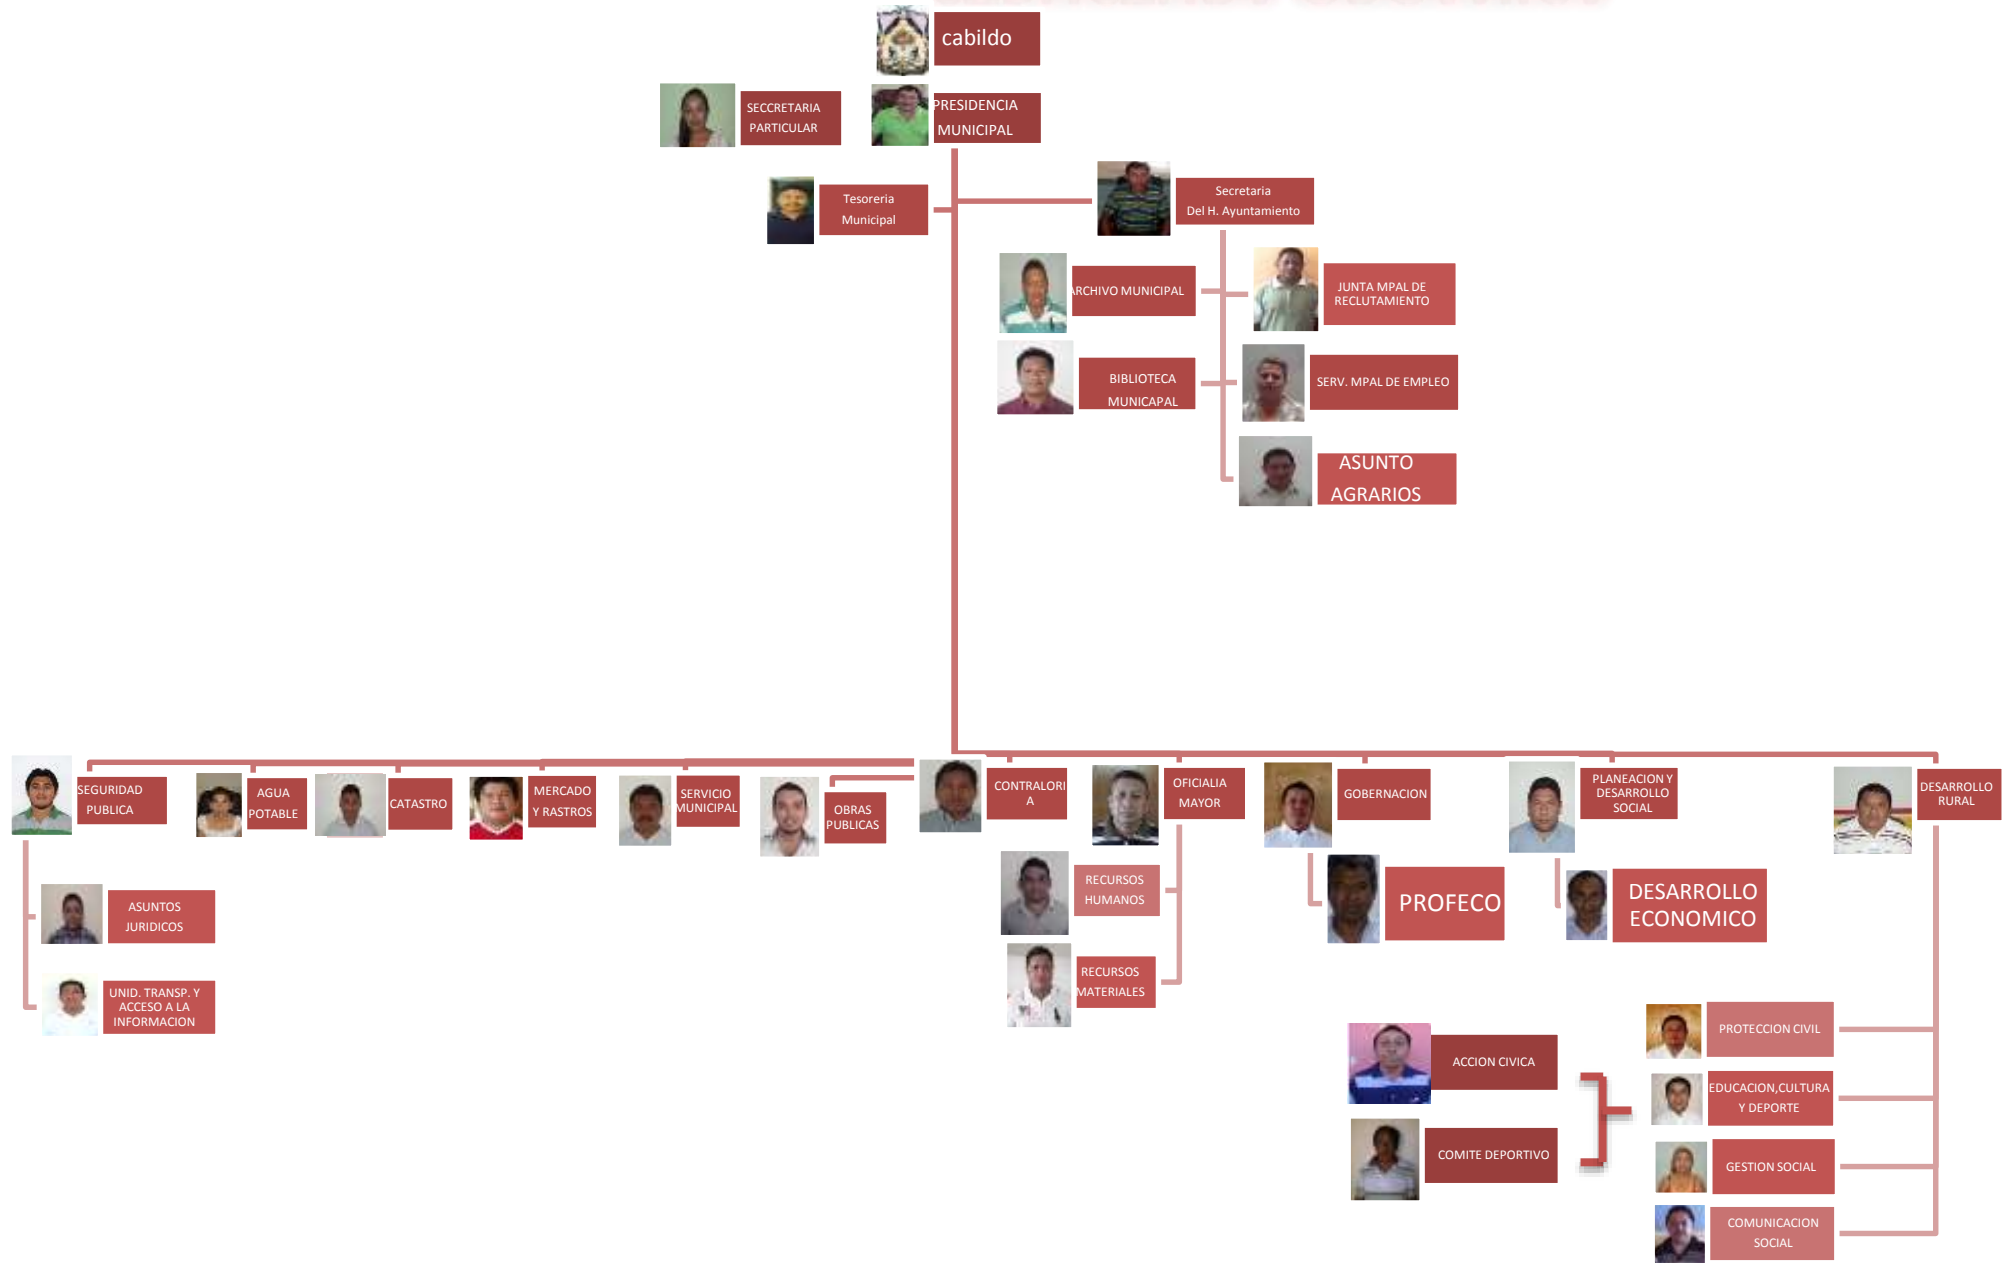 cabildo
SECCRETARIA
PARTICULAR
PRESIDENCIA
MUNICIPAL
Tesoreria
Municipal
Secretaria
Del H. Ayuntamiento
ARCHIVO MUNICIPAL
JUNTA MPAL DE
RECLUTAMIENTO
BIBLIOTECA
MUNICAPAL
SERV. MPAL DE EMPLEO
ASUNTO
AGRARIOS
SEGURIDAD
PUBLICA
AGUA
POTABLE
CATASTRO
MERCADO
Y RASTROS
SERVICIO
MUNICIPAL
OBRAS
PUBLICAS
CONTRALORI
A
OFICIALIA
MAYOR
GOBERNACION
PLANEACION Y
DESARROLLO
SOCIAL
DESARROLLO
RURAL
ASUNTOS
JURIDICOS
RECURSOS
HUMANOS
PROFECO
DESARROLLO
ECONOMICO
UNID. TRANSP. Y
ACCESO A LA
INFORMACION
RECURSOS
MATERIALES
ACCION CIVICA
PROTECCION CIVIL
EDUCACION,CULTURA
Y DEPORTE
COMITE DEPORTIVO
GESTION SOCIAL
COMUNICACION
SOCIAL